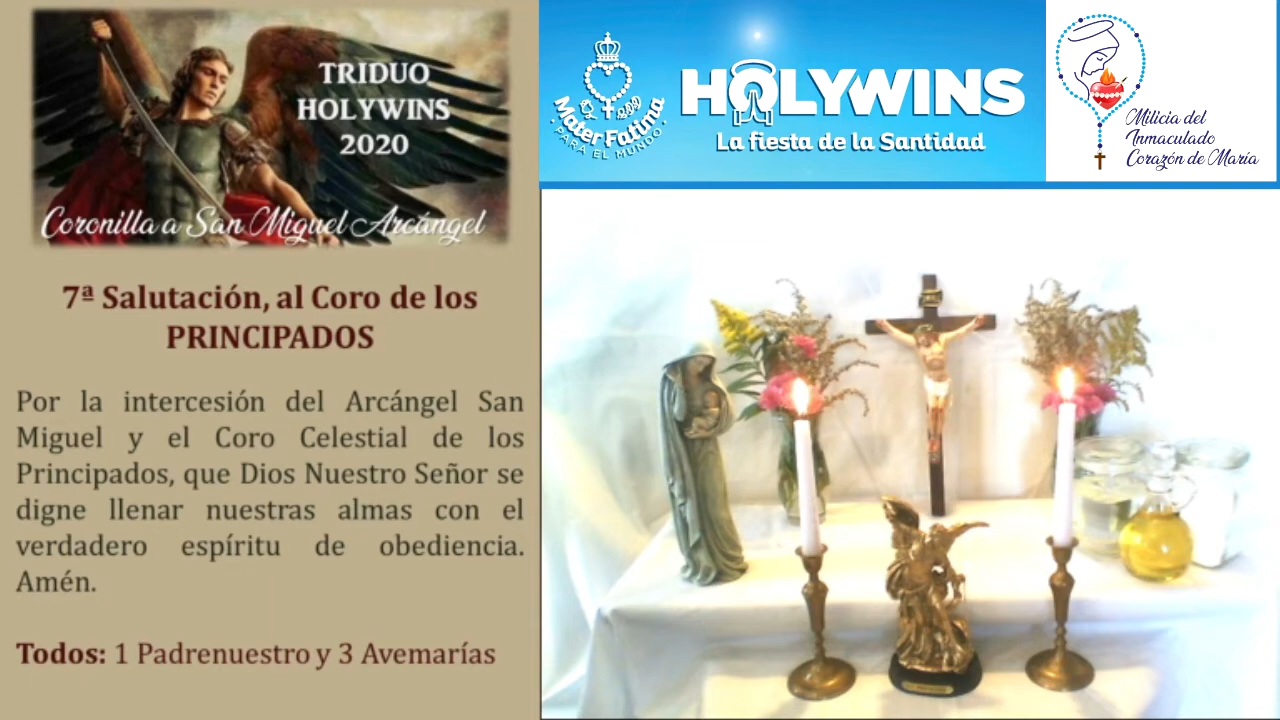 TRIDUO
HOLYWINS
2020
Coronilla a San Miguel Arcángel
7ª Salutación, al Coro de los
PRINCIPADOS
Por la intercesión del Arcángel San
Miguel y el Coro Celestial de los
Principados, que Dios Nuestro Señor se
digne llenar nuestras almas con el
verdadero espíritu de obediencia.
Amén.
Todos: 1 Padrenuestro y 3 Avemarías
Mater Fatima
· PARA EL MUNDO ·
HOLYWINS
La fiesta de la Santidad
Milicia del
Inmaculado
Corazón de María